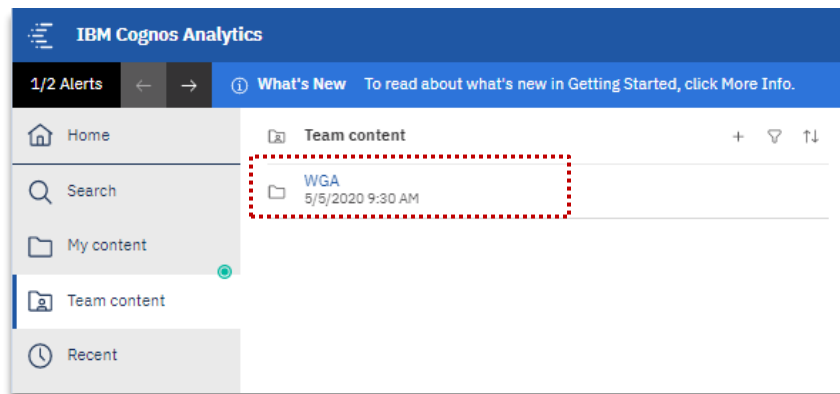 IBM Cognos Analytics
1/2 Alerts ← → What's New To read about what's new in Getting Started, click More Info.
Home
Search
My content
Team content
Recent
Team content
WGA
5/5/2020 9:30 AM